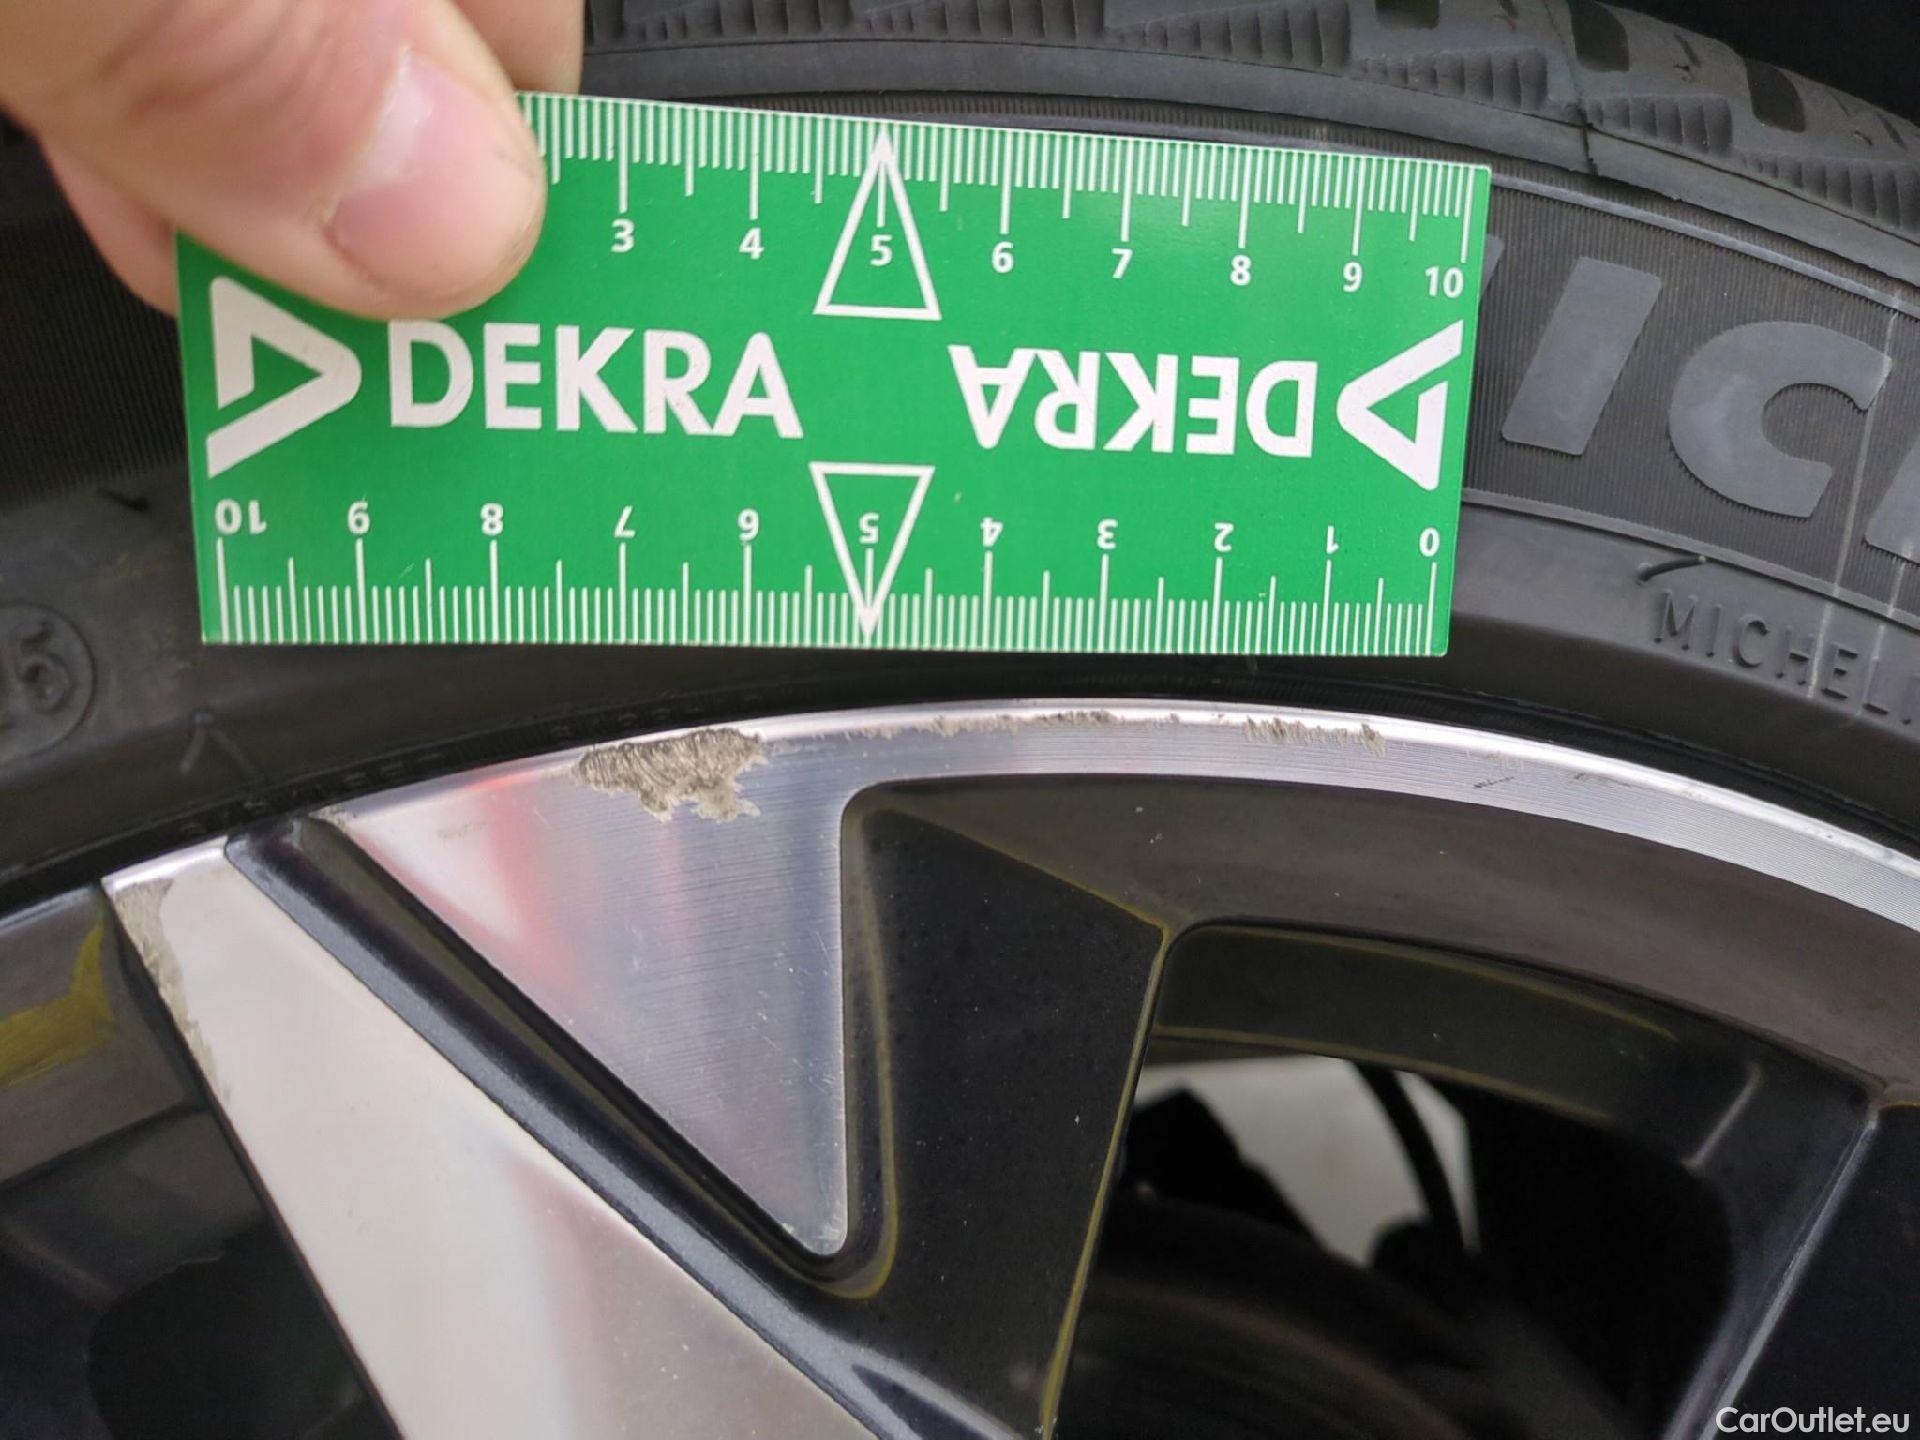 3 4 5 6 7 8 9 10
DEKRA DEKRA
10 9 8 7 6 5 4 3 2 1 0
MICHEL
CarOutlet.eu